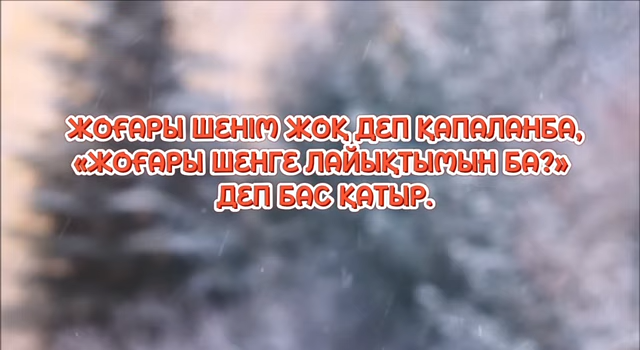 ЖОҒАРЫ ШЕНІМ ЖОҚ ДЕП ҚАПАЛАНБА,
«ЖОҒАРЫ ШЕНГЕ ЛАЙЫҚТЫМЫН БА?»
ДЕП БАС ҚАТЫР.